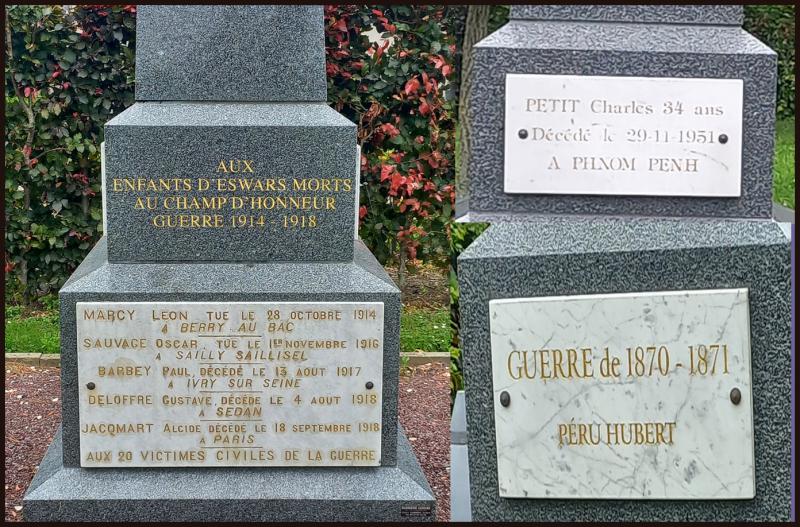 AUX
ENFANTS D'ESWARS MORTS
AU CHAMP D'HONNEUR
GUERRE 1914 - 1918
MARCY LEON TUE LE 28 OCTOBRE 1914
A BERRY AU BAC
SAUVAGE OSCAR, TUE LE 1ER NOVEMBRE 1916
A SAILLY SAILLISEL
BARBEY PAUL, DÉCÉDÉ LE 13 AOUT 1917
A IVRY SUR SEINE
DELOFFRE GUSTAVE, DÉCÉDE LE 4 AOUT 1918
A SEDAN
JACQMART ALCIDE DÉCÉDÉ LE 18 SEPTEMBRE 1918
A PARIS
AUX 20 VICTIMES CIVILES DE LA GUERRE
PETIT Charles 34 ans
Décédé le 29-11-1951
A PHNOM PENH
GUERRE de 1870 - 1871
PÉRU HUBERT